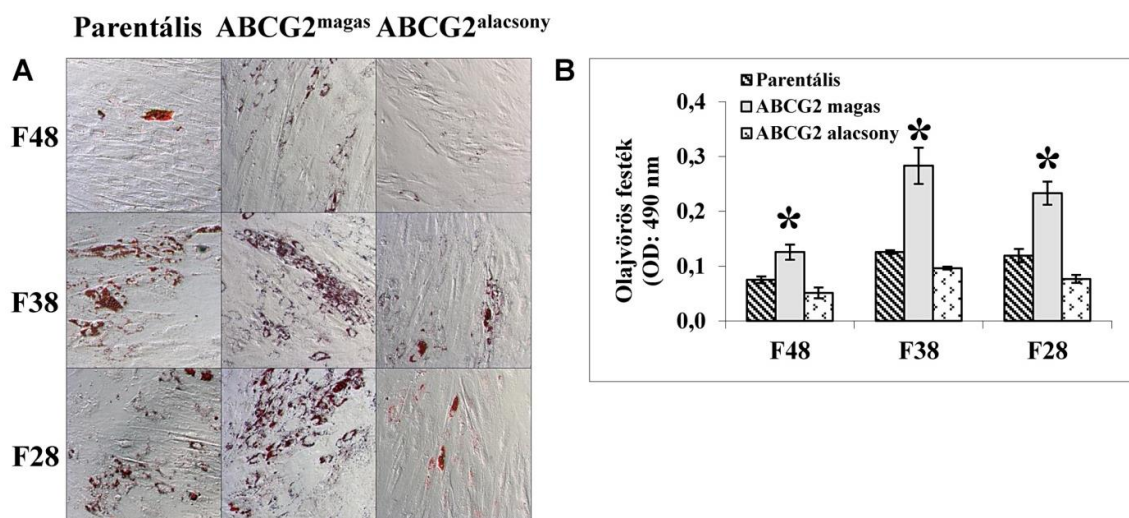 Parentális ABCG2magas ABCG2alacsony
A
F48
F38
F28
B
Parentális
ABCG2 magas
ABCG2 alacsony
Olajvörös festék
(OD: 490 nm
0,4
0,3
0,2
0,1
0,0
*
*
*
F48 F38 F28